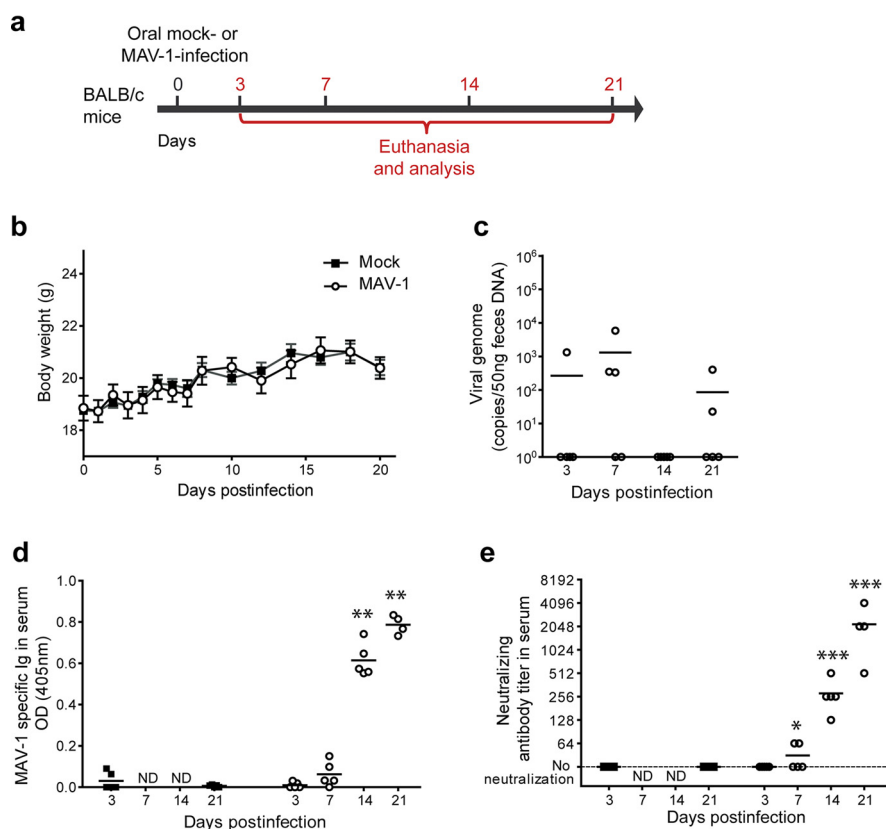 a
Oral mock- or
MAV-1-infection
0 3 7 14 21
BALB/c
mice
Days
Euthanasia
and analysis
b
Body weight (g)
24
22
20
18
0 5 10 15 20
Days postinfection
Mock
MAV-1
c
Viral genome
(copies/50ng feces DNA)
10⁶
10⁵
10⁴
10³
10²
10¹
10⁰
3 7 14 21
Days postinfection
d
MAV-1 specific Ig in serum
OD (405nm)
1.0
0.8
0.6
0.4
0.2
0.0
ND ND
** **
3 7 14 21 3 7 14 21
Days postinfection
e
Neutralizing
antibody titer in serum
8192
4096
2048
1024
512
256
128
64
No
neutralization
ND ND
* *** ***
3 7 14 21 3 7 14 21
Days postinfection